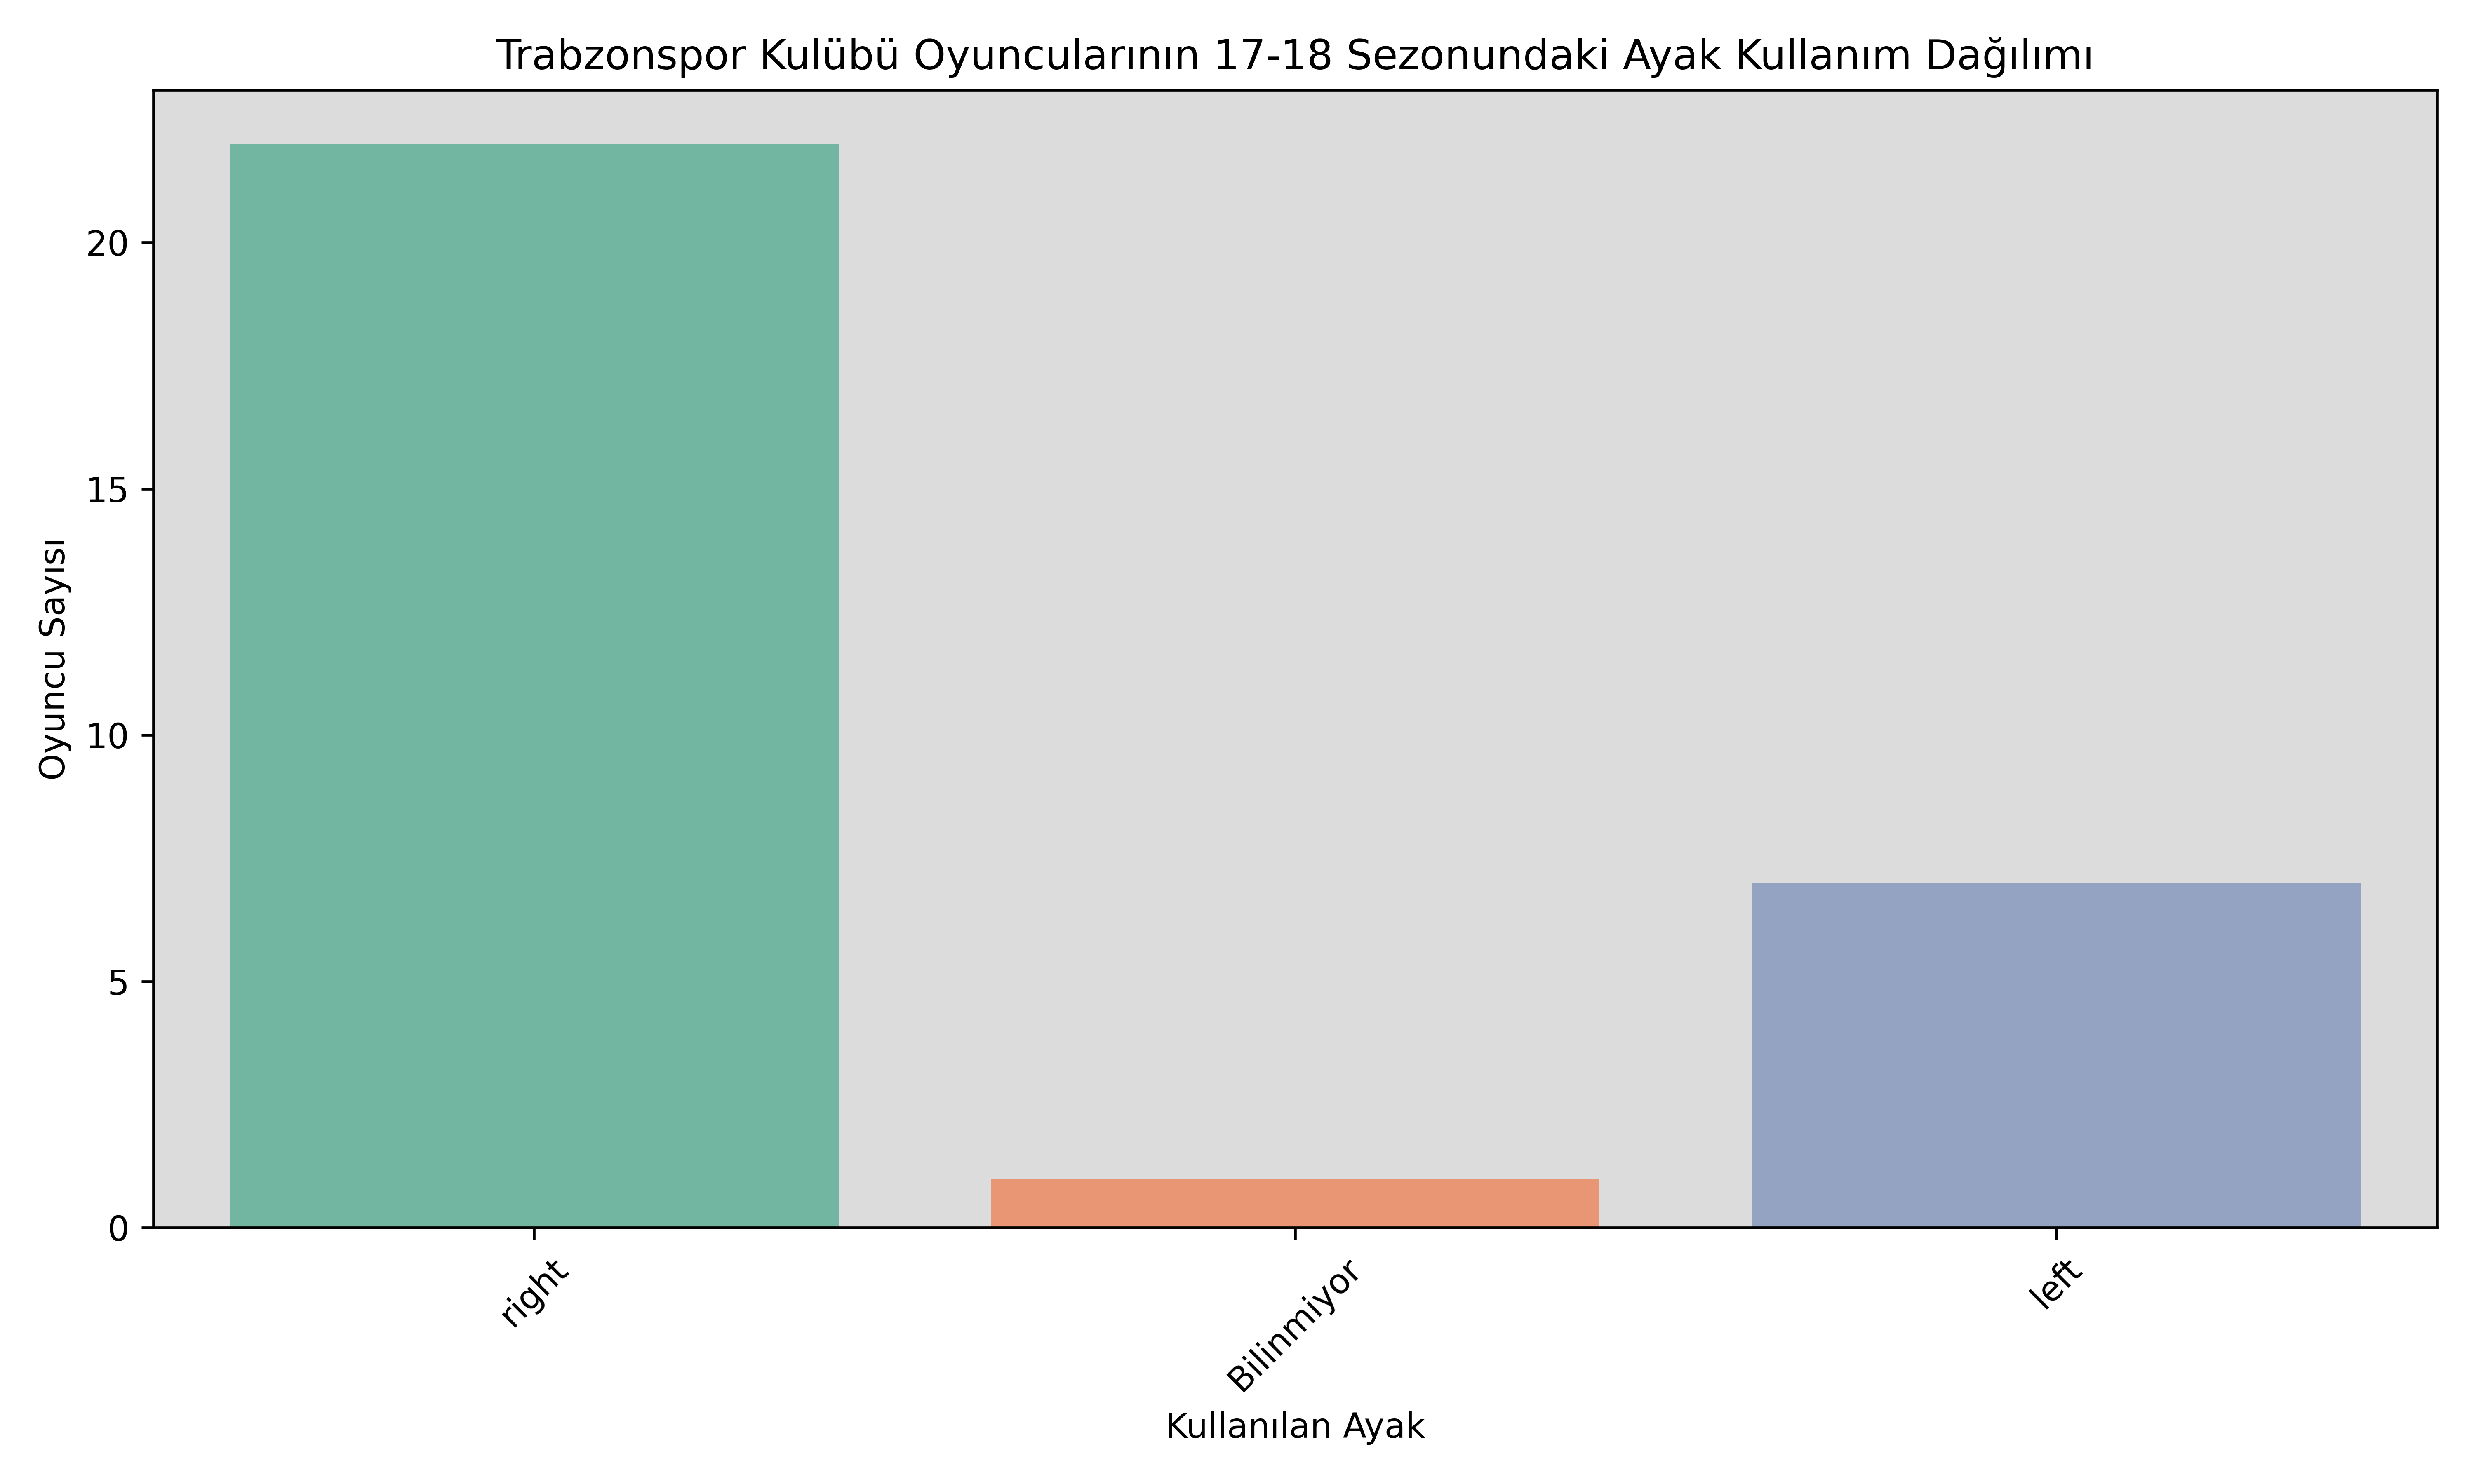 Trabzonspor Kulübü Oyuncularının 17-18 Sezonundaki Ayak Kullanım Dağılımı
Oyuncu Sayısı
20
15
10
5
0
right
Bilinmiyor
left
Kullanılan Ayak